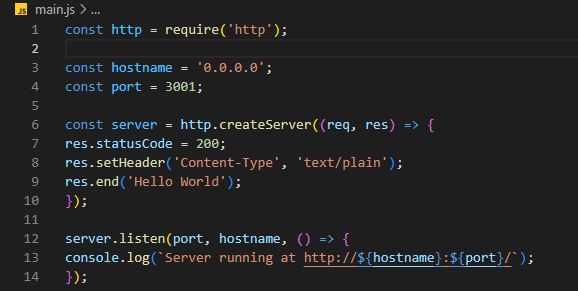 JS main.js > ...
1 const http = require('http');
2
3 const hostname = '0.0.0.0';
4 const port = 3001;
5
6 const server = http.createServer((req, res) => {
7 res.statusCode = 200;
8 res.setHeader('Content-Type', 'text/plain');
9 res.end('Hello World');
10 });
11
12 server.listen(port, hostname, () => {
13 console.log(`Server running at http://${hostname}:${port}/`);
14 });